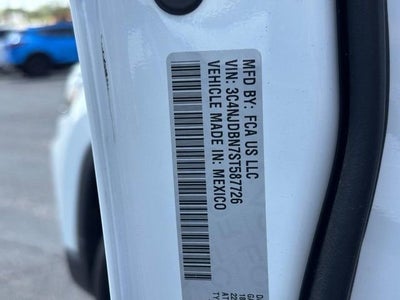 MFD BY: FCA US LLC
VIN: 3C4NJDBN7ST587726
VEHICLE MADE IN: MEXICO